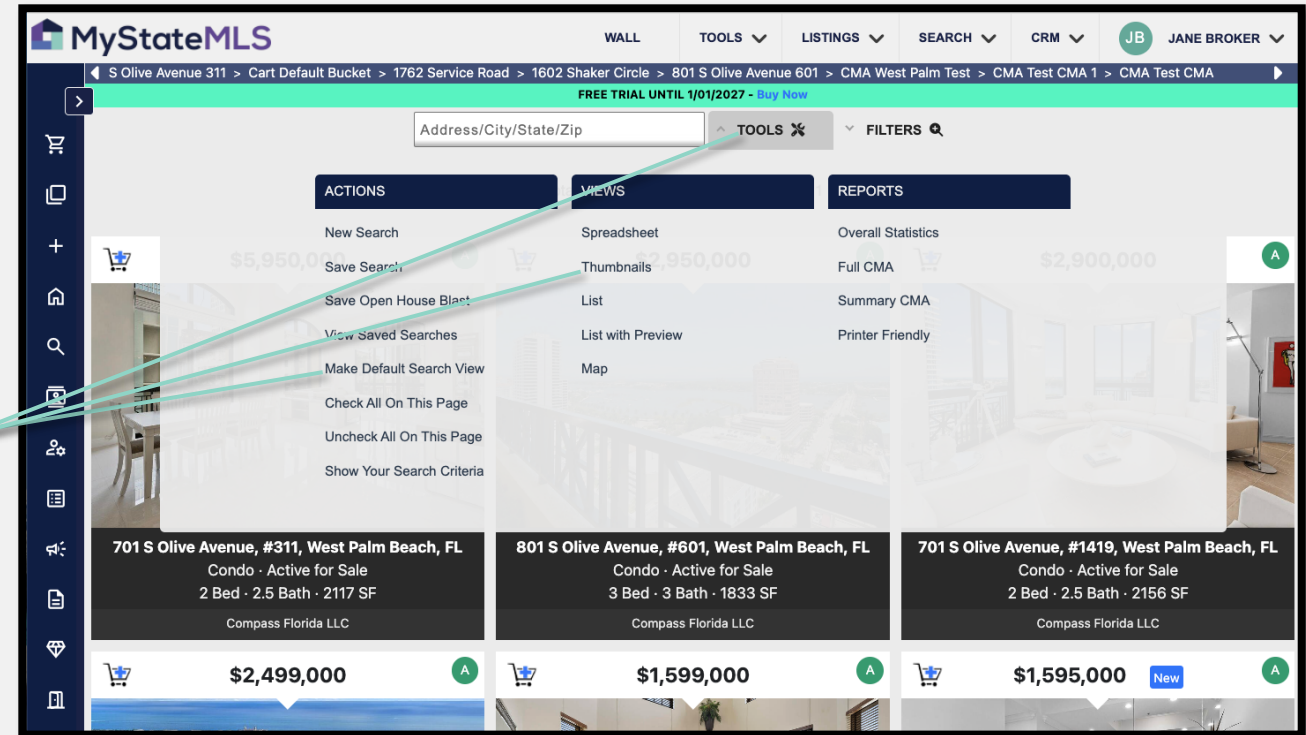 MyStateMLS
WALL TOOLS LISTINGS SEARCH CRM JB JANE BROKER
S Olive Avenue 311 > Cart Default Bucket > 1762 Service Road > 1602 Shaker Circle > 801 S Olive Avenue 601 > CMA West Palm Test > CMA Test CMA 1 > CMA Test CMA
FREE TRIAL UNTIL 1/01/2027 - Buy Now
Address/City/State/Zip TOOLS FILTERS
ACTIONS
New Search
Save Search
Save Open House Blast
View Saved Searches
Make Default Search View
Check All On This Page
Uncheck All On This Page
Show Your Search Criteria
VIEWS
Spreadsheet
Thumbnails
List
List with Preview
Map
REPORTS
Overall Statistics
Full CMA
Summary CMA
Printer Friendly
$5,950,000
$2,950,000
$2,900,000 A
701 S Olive Avenue, #311, West Palm Beach, FL
Condo · Active for Sale
2 Bed · 2.5 Bath · 2117 SF
Compass Florida LLC
801 S Olive Avenue, #601, West Palm Beach, FL
Condo · Active for Sale
3 Bed · 3 Bath · 1833 SF
Compass Florida LLC
701 S Olive Avenue, #1419, West Palm Beach, FL
Condo · Active for Sale
2 Bed · 2.5 Bath · 2156 SF
Compass Florida LLC
$2,499,000 A
$1,599,000 A
$1,595,000 New A